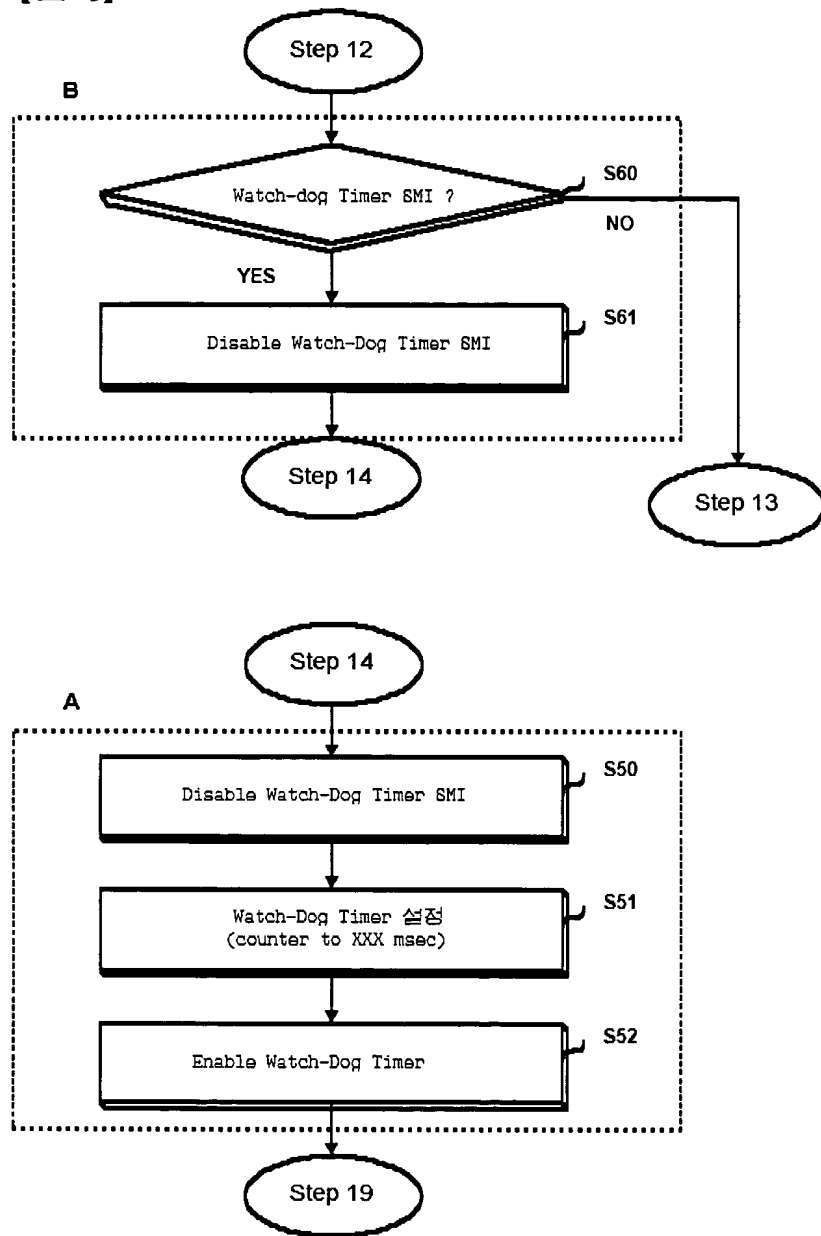 Step 12
B
Watch-dog Timer SMI ?
S60
NO
YES
Disable Watch-Dog Timer SMI
S61
Step 14
Step 13
Step 14
A
Disable Watch-Dog Timer SMI
S50
Watch-Dog Timer 설정
(counter to XXX msec)
S51
Enable Watch-Dog Timer
S52
Step 19